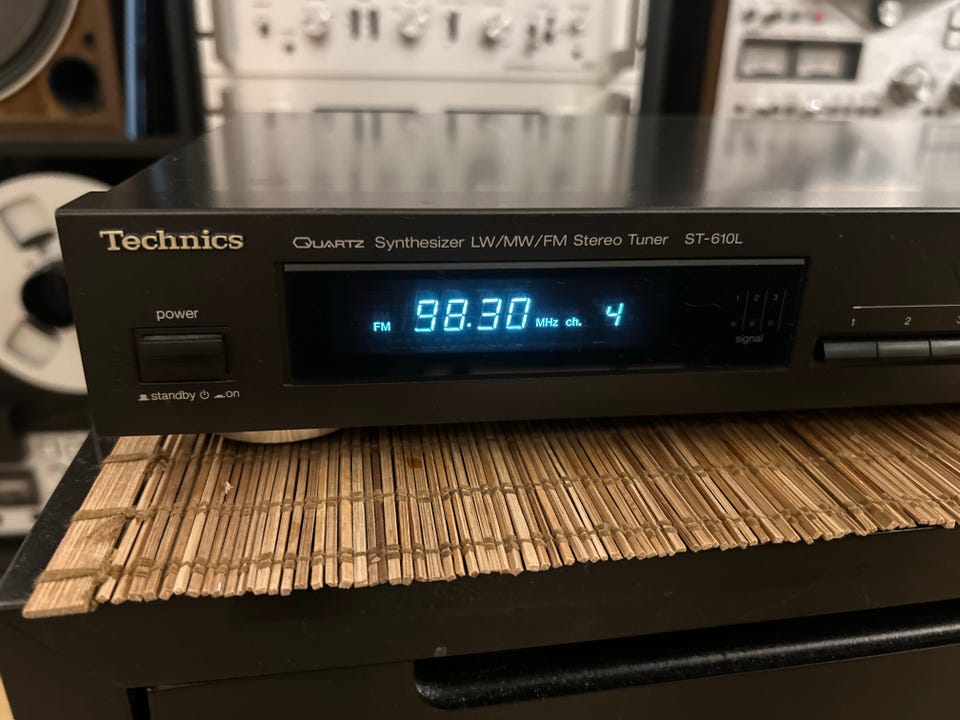 Technics
QUARTZ Synthesizer LW/MW/FM Stereo Tuner ST-610L
power
standby on
FM 98.30 MHz ch. 4
1 2 3
signal
1 2 3